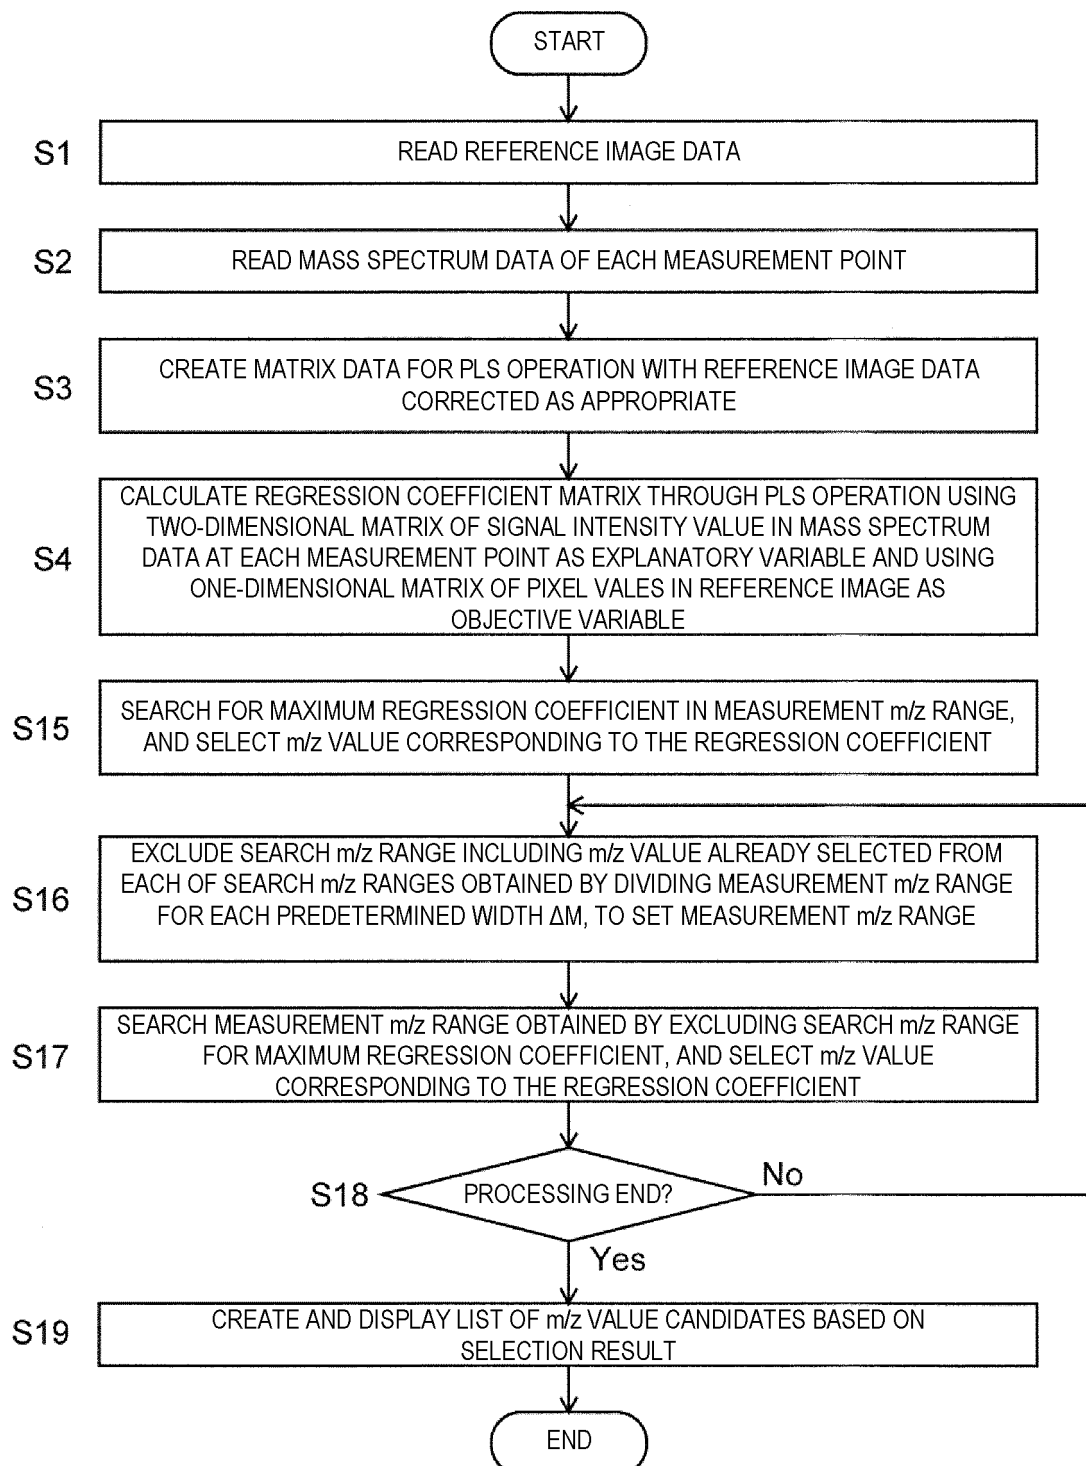 START
S1
READ REFERENCE IMAGE DATA
S2
READ MASS SPECTRUM DATA OF EACH MEASUREMENT POINT
S3
CREATE MATRIX DATA FOR PLS OPERATION WITH REFERENCE IMAGE DATA
CORRECTED AS APPROPRIATE
S4
CALCULATE REGRESSION COEFFICIENT MATRIX THROUGH PLS OPERATION USING
TWO-DIMENSIONAL MATRIX OF SIGNAL INTENSITY VALUE IN MASS SPECTRUM
DATA AT EACH MEASUREMENT POINT AS EXPLANATORY VARIABLE AND USING
ONE-DIMENSIONAL MATRIX OF PIXEL VALES IN REFERENCE IMAGE AS
OBJECTIVE VARIABLE
S15
SEARCH FOR MAXIMUM REGRESSION COEFFICIENT IN MEASUREMENT m/z RANGE,
AND SELECT m/z VALUE CORRESPONDING TO THE REGRESSION COEFFICIENT
S16
EXCLUDE SEARCH m/z RANGE INCLUDING m/z VALUE ALREADY SELECTED FROM
EACH OF SEARCH m/z RANGES OBTAINED BY DIVIDING MEASUREMENT m/z RANGE
FOR EACH PREDETERMINED WIDTH ΔM, TO SET MEASUREMENT m/z RANGE
S17
SEARCH MEASUREMENT m/z RANGE OBTAINED BY EXCLUDING SEARCH m/z RANGE
FOR MAXIMUM REGRESSION COEFFICIENT, AND SELECT m/z VALUE
CORRESPONDING TO THE REGRESSION COEFFICIENT
S18
PROCESSING END?
No
Yes
S19
CREATE AND DISPLAY LIST OF m/z VALUE CANDIDATES BASED ON
SELECTION RESULT
END